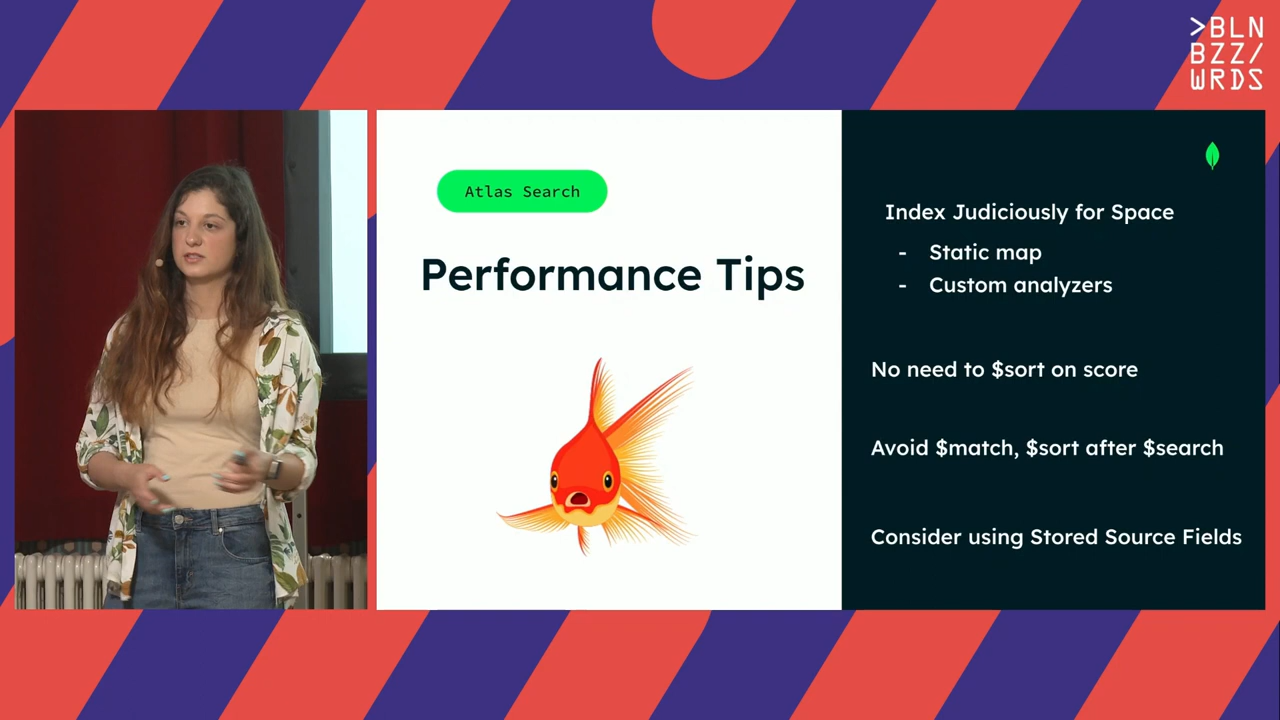 >BLN
BZZ/
WRDS
Atlas Search
Performance Tips
Index Judiciously for Space
- Static map
- Custom analyzers
No need to $sort on score
Avoid $match, $sort after $search
Consider using Stored Source Fields